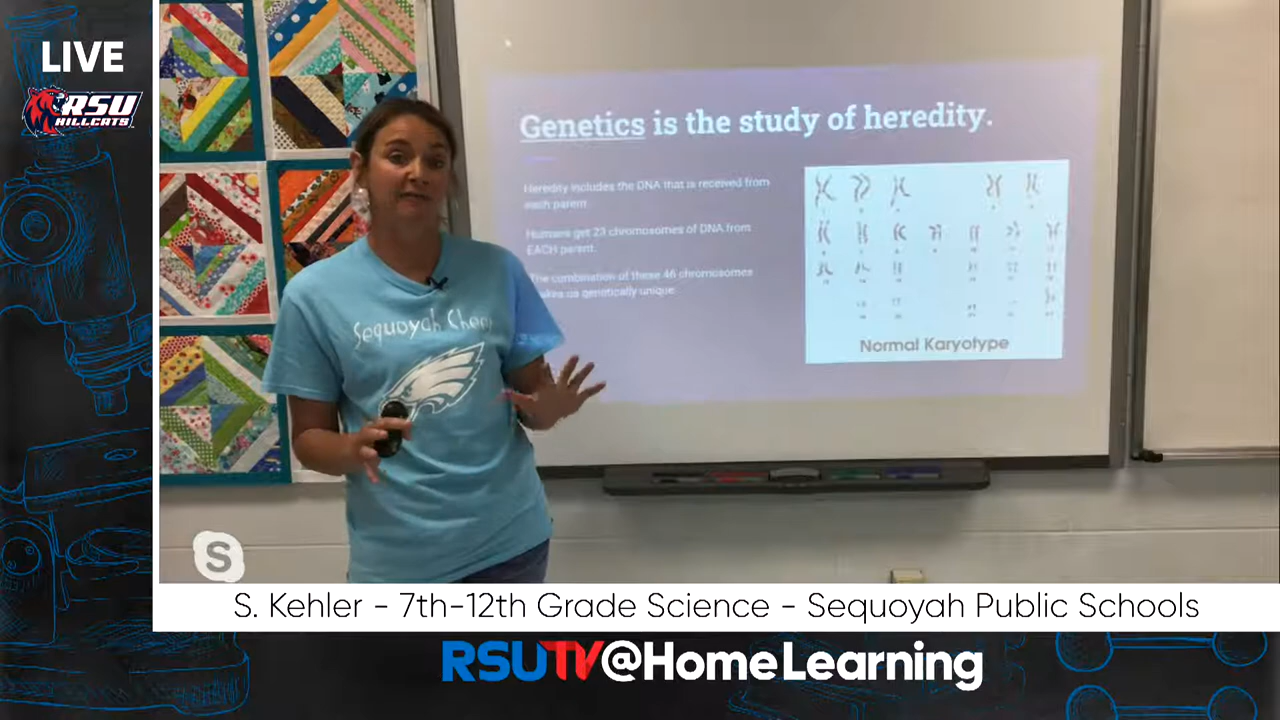 LIVE
RSU
HILLCATS
Genetics is the study of heredity.
Heredity includes the DNA that is received from
each parent.
Humans get 23 chromosomes of DNA from
EACH parent.
The combination of these 46 chromosomes
makes us genetically unique.
Normal Karyotype
Sequoyah Cheer
S
S. Kehler - 7th-12th Grade Science - Sequoyah Public Schools
RSUTV@HomeLearning